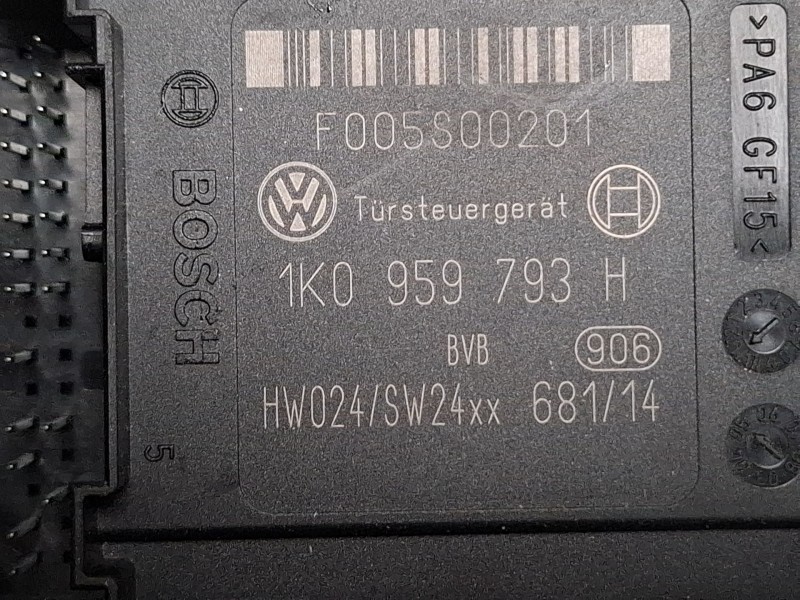 F005S00201
Türsteuergerät
1K0 959 793 H
BVB 906
HW024/SW24xx 681/14
BOSCH
5
>PA6 GF15<